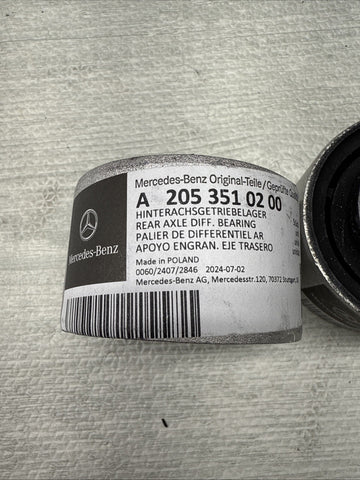 Mercedes-Benz Original-Teile / Geprüfte
A 205 351 02 00
HINTERACHSGETRIEBELAGER
REAR AXLE DIFF. BEARING
PALIER DE DIFFERENTIEL AR
APOYO ENGRAN. EJE TRASERO
Mercedes-Benz
Made in POLAND
0060/2407/2846 2024-07-02
Mercedes-Benz AG, Mercedesstr.120, 70372 Stuttgart,